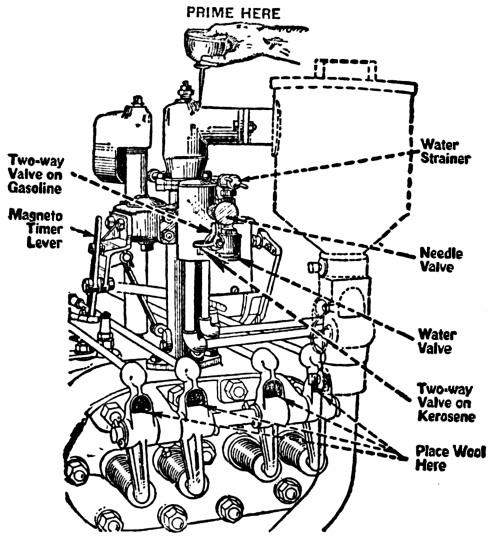 PRIME HERE
Water
Strainer
Two-way
Valve on
Gasoline
Magneto
Timer
Lever
Needle
Valve
Water
Valve
Two-way
Valve on
Kerosene
Place Wool
Here